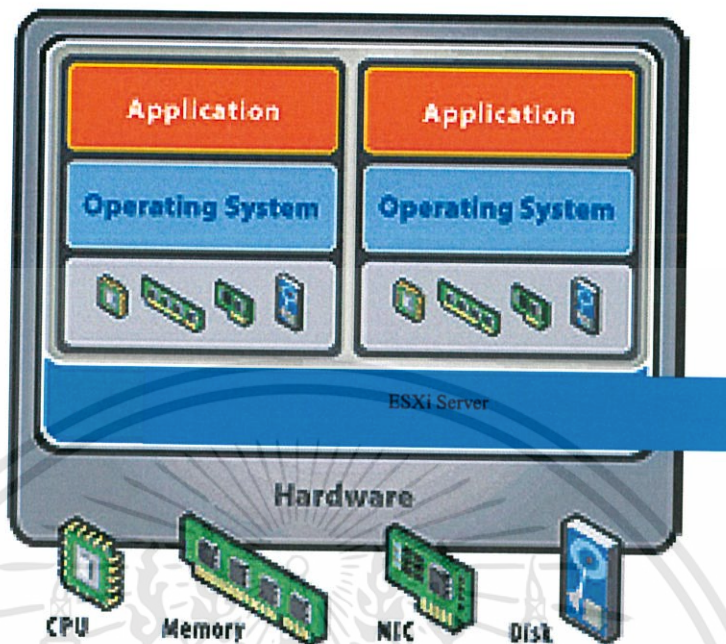 Application Application
Operating System Operating System
ESXi Server
Hardware
CPU Memory NIC Disk